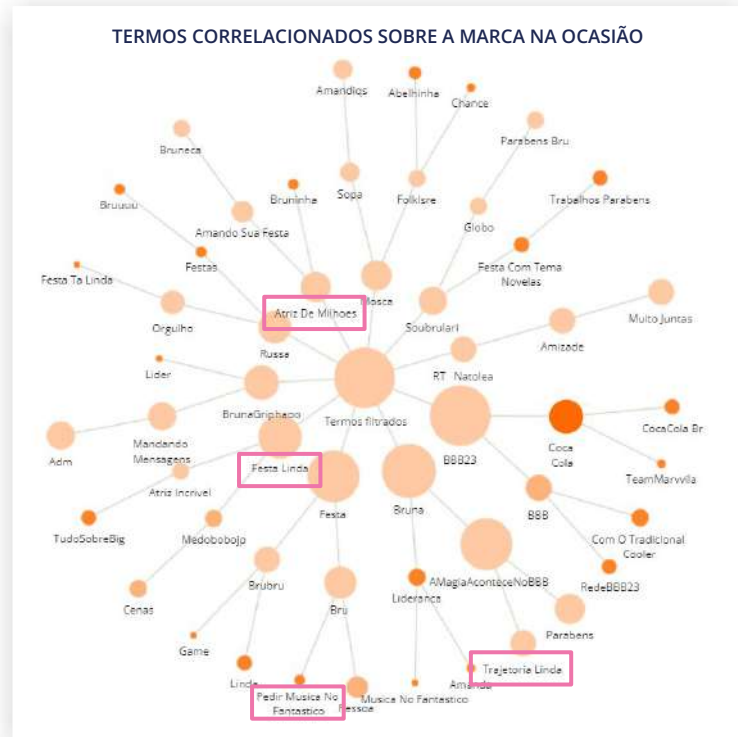 TERMOS CORRELACIONADOS SOBRE A MARCA NA OCASIÃO
Amandiqs
Abelhinha
Chance
Bruneca
Parabens Bru
Bruuuu
Bruninha
Sopa
Folklsre
Trabalhos Parabens
Amando Sua Festa
Globo
Festas
Festa Com Tema
Novelas
Festa Ta Linda
Mosca
Atriz De Milhoes
Soubrulari
Muito Juntas
Orgulho
Russa
Amizade
Lider
RT Natolea
BrunaGriphapo
Termos filtrados
CocaCola Br
Mandando
Mensagens
Coca
Cola
Adm
BBB23
TeamMarvvila
Festa Linda
Atriz Incrivel
Festa
Bruna
BBB
TudoSobreBig
Medobobojp
Com O Tradicional
Cooler
AMagiaAconteceNoBBB
RedeBBB23
Brubru
Lideranca
Cenas
Bru
Parabens
Game
Trajetoria Linda
Linda
Amanda
Pedir Musica No
Fantastico
Pessoa
Musica No Fantastico